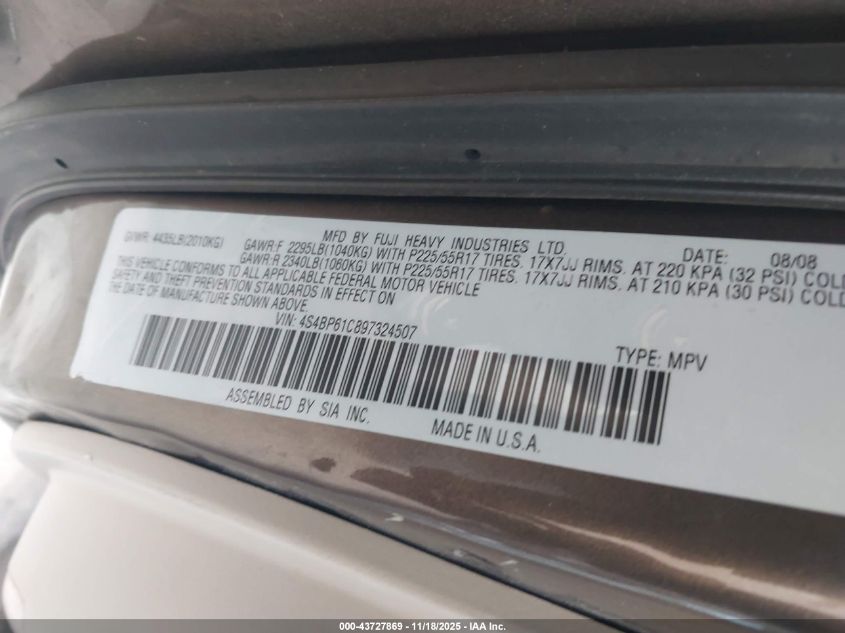 MFD BY FUJI HEAVY INDUSTRIES LTD. DATE: 08/08
GVWR: 4435LB(2010KG) GAWR:F 2295LB(1040KG) WITH P225/55R17 TIRES. 17X7JJ RIMS. AT 220 KPA (32 PSI) COLD
GAWR:R 2340LB(1060KG) WITH P225/55R17 TIRES. 17X7JJ RIMS. AT 210 KPA (30 PSI) COLD
THIS VEHICLE CONFORMS TO ALL APPLICABLE FEDERAL MOTOR VEHICLE
SAFETY AND THEFT PREVENTION STANDARDS IN EFFECT ON
DATE OF MANUFACTURE SHOWN ABOVE.
VIN: 4S4BP61C897324507 TYPE: MPV
ASSEMBLED BY SIA INC. MADE IN U.S.A.
000-43727869 - 11/18/2025 - IAA Inc.